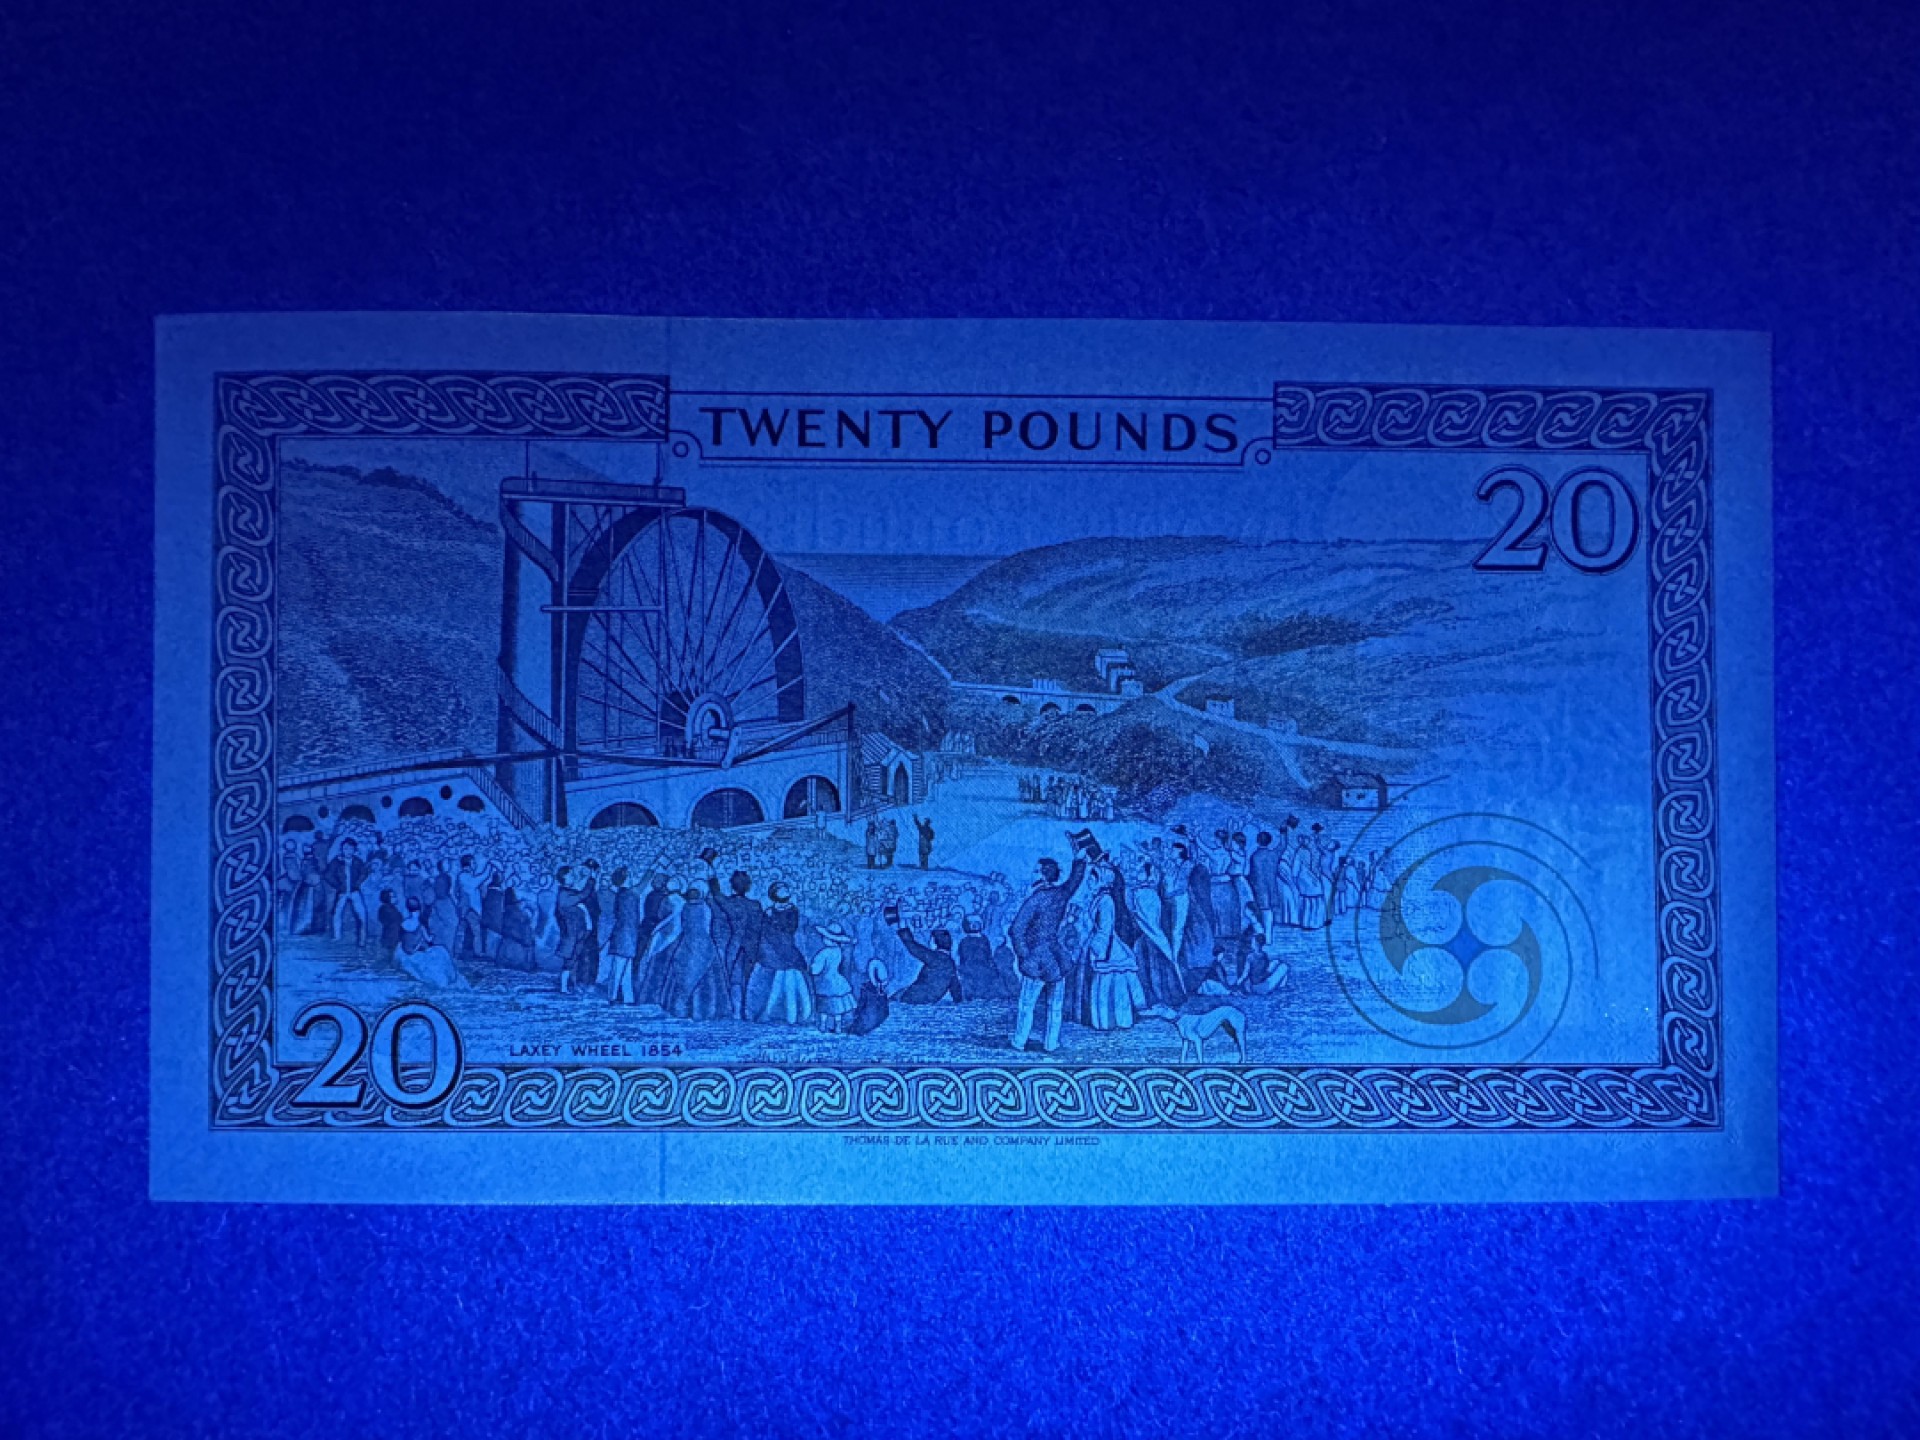 TWENTY POUNDS
20
20
LAXEY WHEEL 1854
THOMAS DE LA RUE AND COMPANY LIMITED